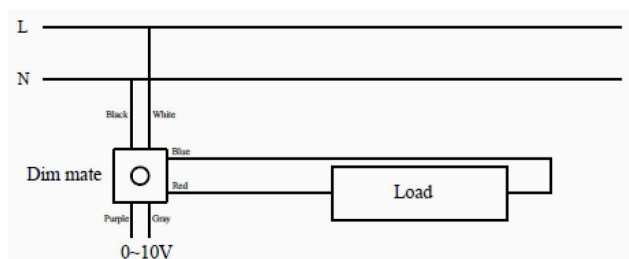 L
N
Black White
Blue
Dim mate
Red
Load
Purple Gray
0~10V